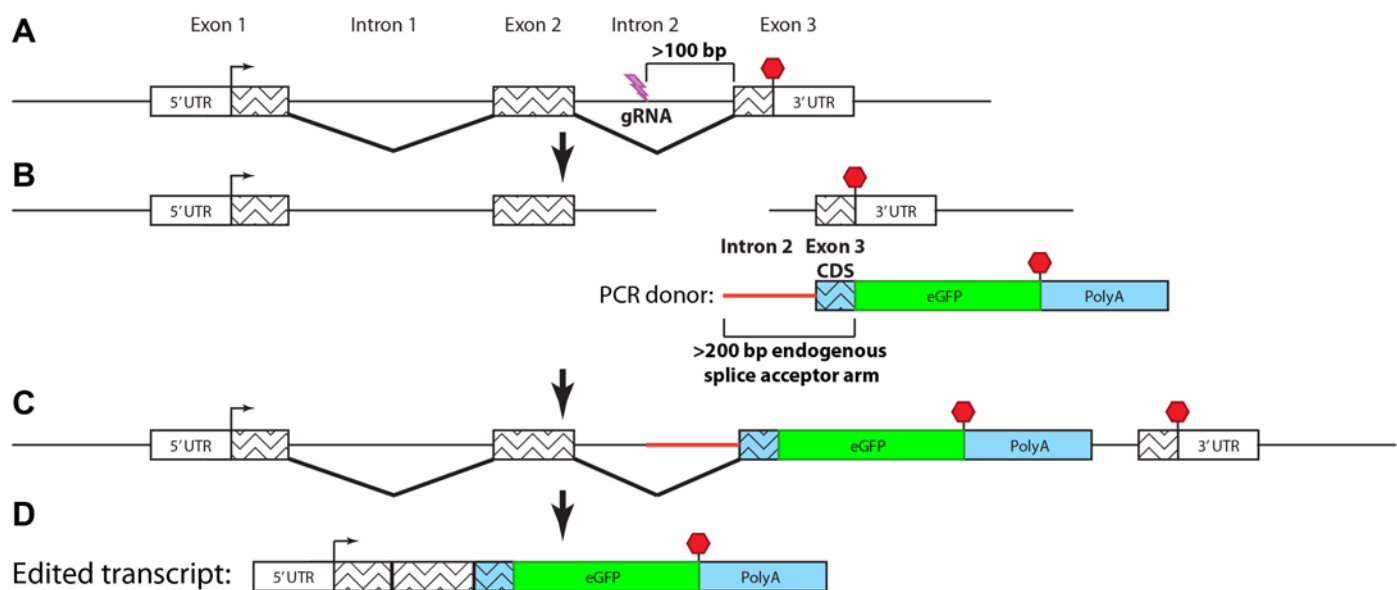 A
Exon 1 Intron 1 Exon 2 Intron 2 Exon 3
>100 bp
5' UTR gRNA 3' UTR
B
5' UTR 3' UTR
Intron 2 Exon 3
CDS
PCR donor: eGFP PolyA
>200 bp endogenous
splice acceptor arm
C
5' UTR eGFP PolyA 3' UTR
D
Edited transcript: 5' UTR eGFP PolyA